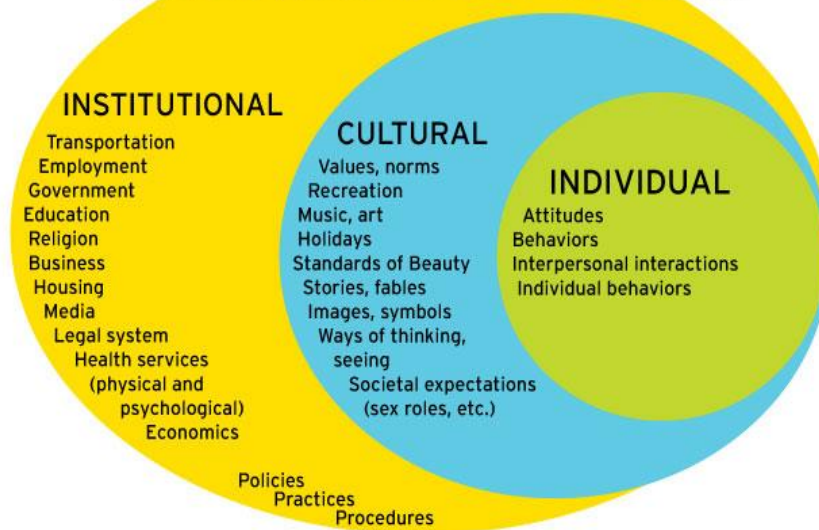 INSTITUTIONAL
Transportation
Employment
Government
Education
Religion
Business
Housing
Media
Legal system
Health services
(physical and
psychological)
Economics
Policies
Practices
Procedures
CULTURAL
Values, norms
Recreation
Music, art
Holidays
Standards of Beauty
Stories, fables
Images, symbols
Ways of thinking,
seeing
Societal expectations
(sex roles, etc.)
INDIVIDUAL
Attitudes
Behaviors
Interpersonal interactions
Individual behaviors